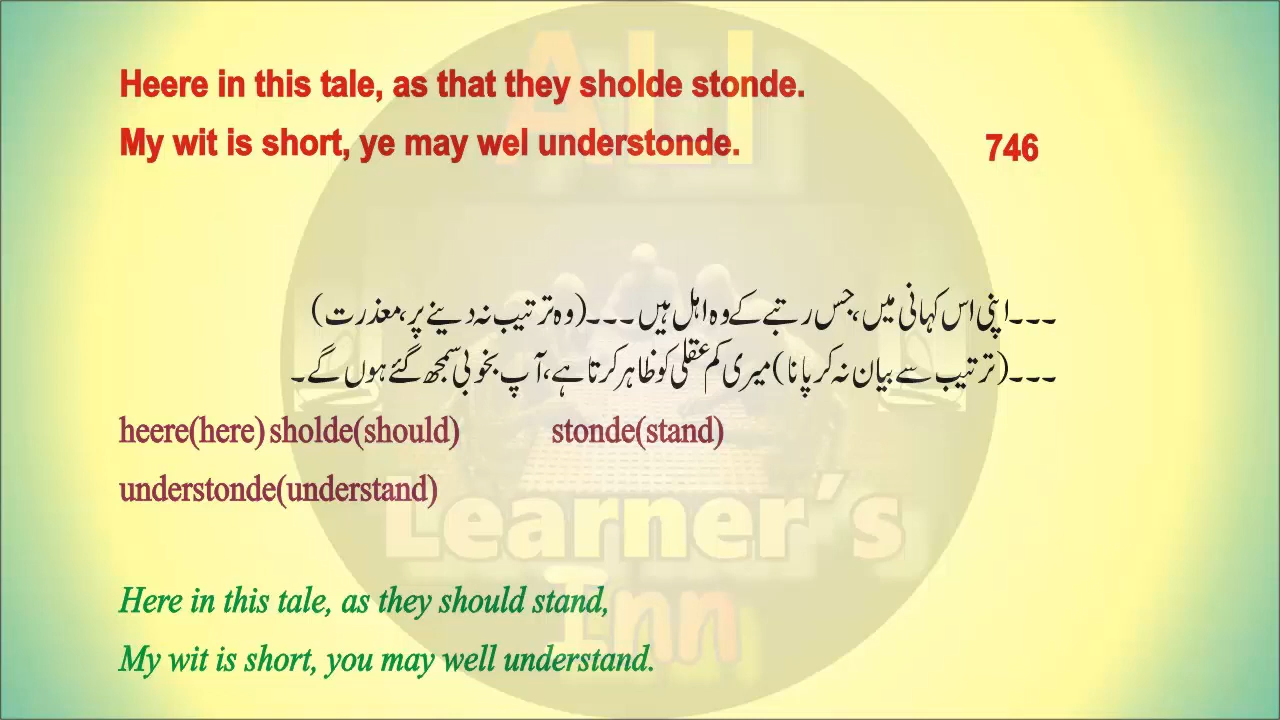 Heere in this tale, as that they sholde stonde.
My wit is short, ye may wel understonde. 746
۔۔۔اپنی اس کہانی میں، جس رتبے کے وہ اہل ہیں ۔۔۔(وہ ترتیب نہ دینے پر، معذرت)
۔۔۔(ترتیب سے بیان نہ کر پانا) میری کم عقلی کو ظاہر کرتا ہے، آپ بخوبی سمجھ گئے ہوں گے۔
heere(here) sholde(should) stonde(stand)
understonde(understand)
Here in this tale, as they should stand,
My wit is short, you may well understand.
ALI
Learner's
Inn